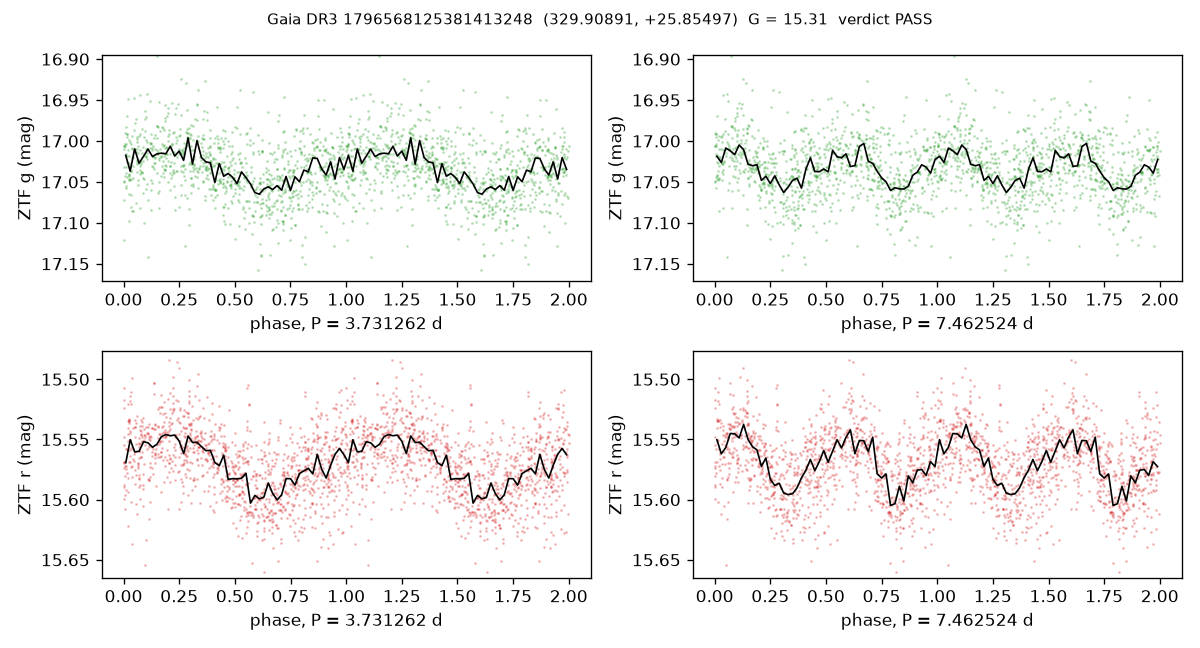 Gaia DR3 1796568125381413248 (329.90891, +25.85497) G = 15.31 verdict PASS
16.90
16.95
17.00
17.05
17.10
17.15
ZTF g (mag)
0.00 0.25 0.50 0.75 1.00 1.25 1.50 1.75 2.00
phase, P = 3.731262 d
16.90
16.95
17.00
17.05
17.10
17.15
ZTF g (mag)
0.00 0.25 0.50 0.75 1.00 1.25 1.50 1.75 2.00
phase, P = 7.462524 d
15.50
15.55
15.60
15.65
ZTF r (mag)
0.00 0.25 0.50 0.75 1.00 1.25 1.50 1.75 2.00
phase, P = 3.731262 d
15.50
15.55
15.60
15.65
ZTF r (mag)
0.00 0.25 0.50 0.75 1.00 1.25 1.50 1.75 2.00
phase, P = 7.462524 d